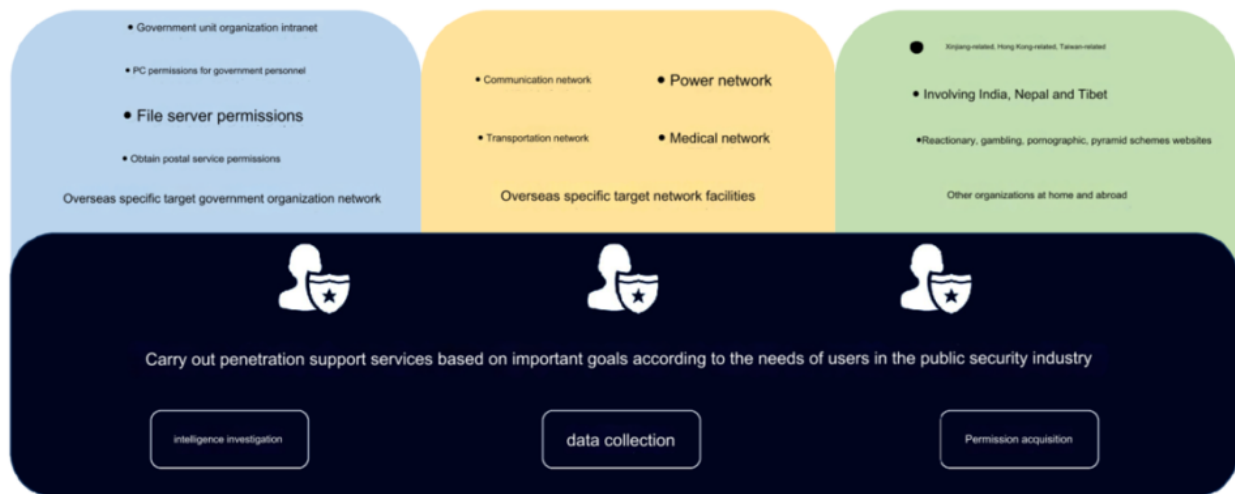 • Government unit organization intranet
• PC permissions for government personnel
• File server permissions
• Obtain postal service permissions
Overseas specific target government organization network
• Communication network
• Power network
• Transportation network
• Medical network
Overseas specific target network facilities
• Xinjiang-related, Hong Kong-related, Taiwan-related
• Involving India, Nepal and Tibet
•Reactionary, gambling, pornographic, pyramid schemes websites
Other organizations at home and abroad
Carry out penetration support services based on important goals according to the needs of users in the public security industry
intelligence investigation
data collection
Permission acquisition